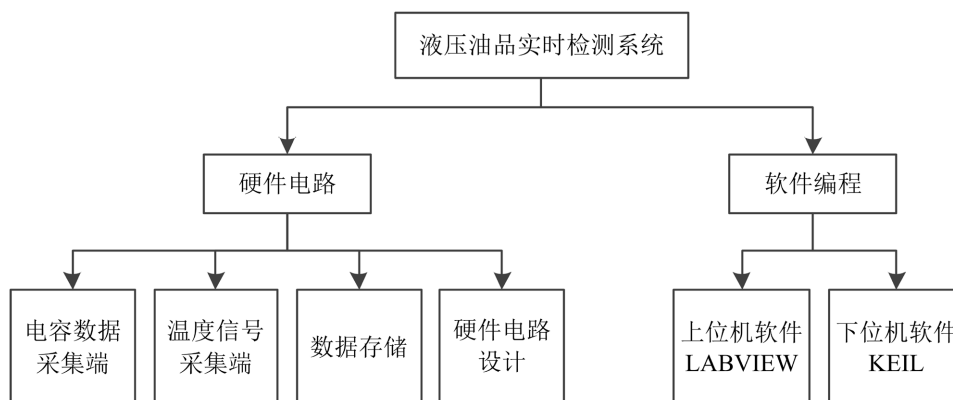 液压油品实时检测系统
硬件电路
软件编程
电容数据
采集端
温度信号
采集端
数据存储
硬件电路
设计
上位机软件
LABVIEW
下位机软件
KEIL